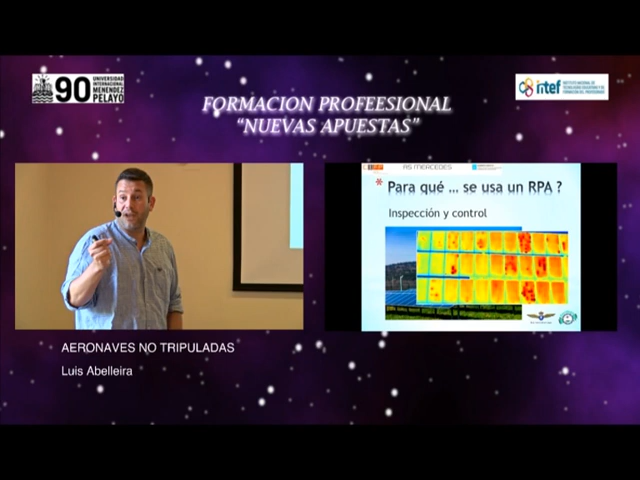 90
UNIVERSIDAD
INTERNACIONAL
MENENDEZ
PELAYO
intef
INSTITUTO NACIONAL DE
TECNOLOGÍAS EDUCATIVAS Y DE
FORMACIÓN DEL PROFESORADO
FORMACION PROFEESIONAL
“NUEVAS APUESTAS”
AS MERCEDES
* Para qué ... se usa un RPA ?
Inspección y control
AERONAVES NO TRIPULADAS
Luis Abelleira